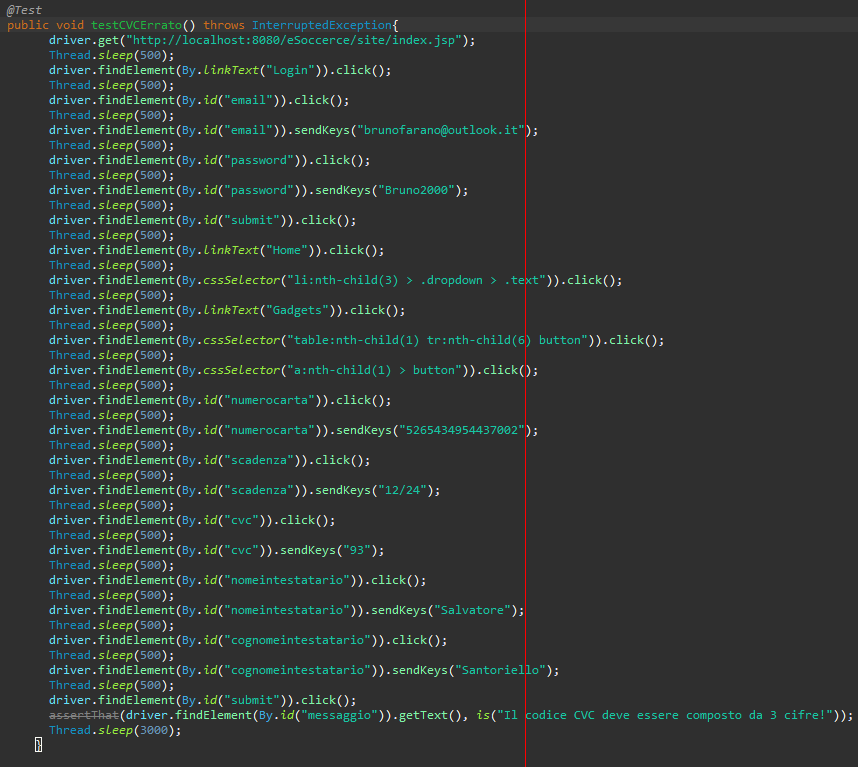 @Test
public void testCVCErrato() throws InterruptedException{
driver.get("http://localhost:8080/eSoccerce/site/index.jsp");
Thread.sleep(500);
driver.findElement(By.linkText("Login")).click();
Thread.sleep(500);
driver.findElement(By.id("email")).click();
Thread.sleep(500);
driver.findElement(By.id("email")).sendKeys("brunofarano@outlook.it");
Thread.sleep(500);
driver.findElement(By.id("password")).click();
Thread.sleep(500);
driver.findElement(By.id("password")).sendKeys("Bruno2000");
Thread.sleep(500);
driver.findElement(By.id("submit")).click();
Thread.sleep(500);
driver.findElement(By.linkText("Home")).click();
Thread.sleep(500);
driver.findElement(By.cssSelector("li:nth-child(3) > .dropdown > .text")).click();
Thread.sleep(500);
driver.findElement(By.linkText("Gadgets")).click();
Thread.sleep(500);
driver.findElement(By.cssSelector("table:nth-child(1) tr:nth-child(6) button")).click();
Thread.sleep(500);
driver.findElement(By.cssSelector("a:nth-child(1) > button")).click();
Thread.sleep(500);
driver.findElement(By.id("numerocarta")).click();
Thread.sleep(500);
driver.findElement(By.id("numerocarta")).sendKeys("5265434954437002");
Thread.sleep(500);
driver.findElement(By.id("scadenza")).click();
Thread.sleep(500);
driver.findElement(By.id("scadenza")).sendKeys("12/24");
Thread.sleep(500);
driver.findElement(By.id("cvc")).click();
Thread.sleep(500);
driver.findElement(By.id("cvc")).sendKeys("93");
Thread.sleep(500);
driver.findElement(By.id("nomeintestatario")).click();
Thread.sleep(500);
driver.findElement(By.id("nomeintestatario")).sendKeys("Salvatore");
Thread.sleep(500);
driver.findElement(By.id("cognomeintestatario")).click();
Thread.sleep(500);
driver.findElement(By.id("cognomeintestatario")).sendKeys("Santoriello");
Thread.sleep(500);
driver.findElement(By.id("submit")).click();
assertThat(driver.findElement(By.id("messaggio")).getText(), is("Il codice CVC deve essere composto da 3 cifre!"));
Thread.sleep(3000);
}